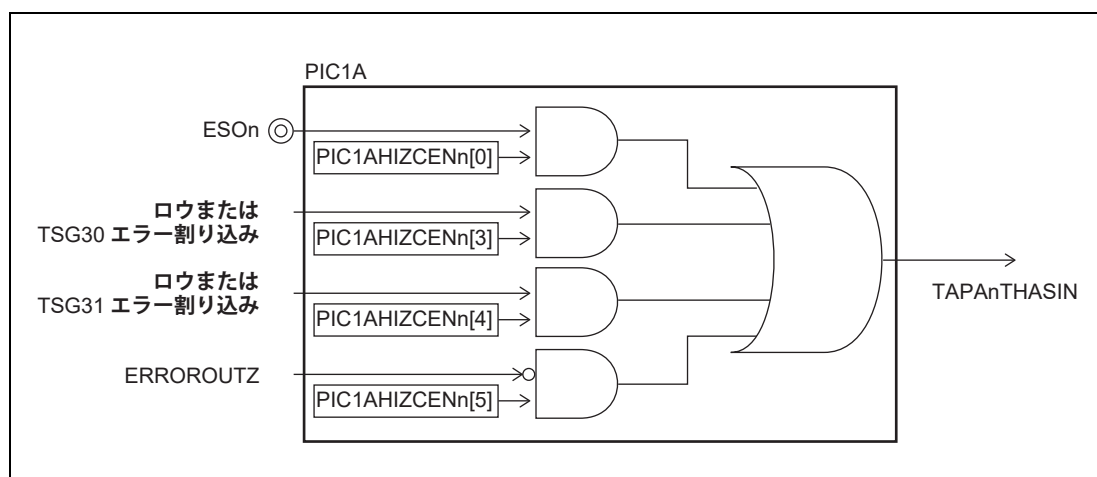 PIC1A
ESOn
PIC1AHIZCENn[0]
ロウまたは
TSG30 エラー割り込み
PIC1AHIZCENn[3]
ロウまたは
TSG31 エラー割り込み
PIC1AHIZCENn[4]
ERROROUTZ
PIC1AHIZCENn[5]
TAPAnTHASIN